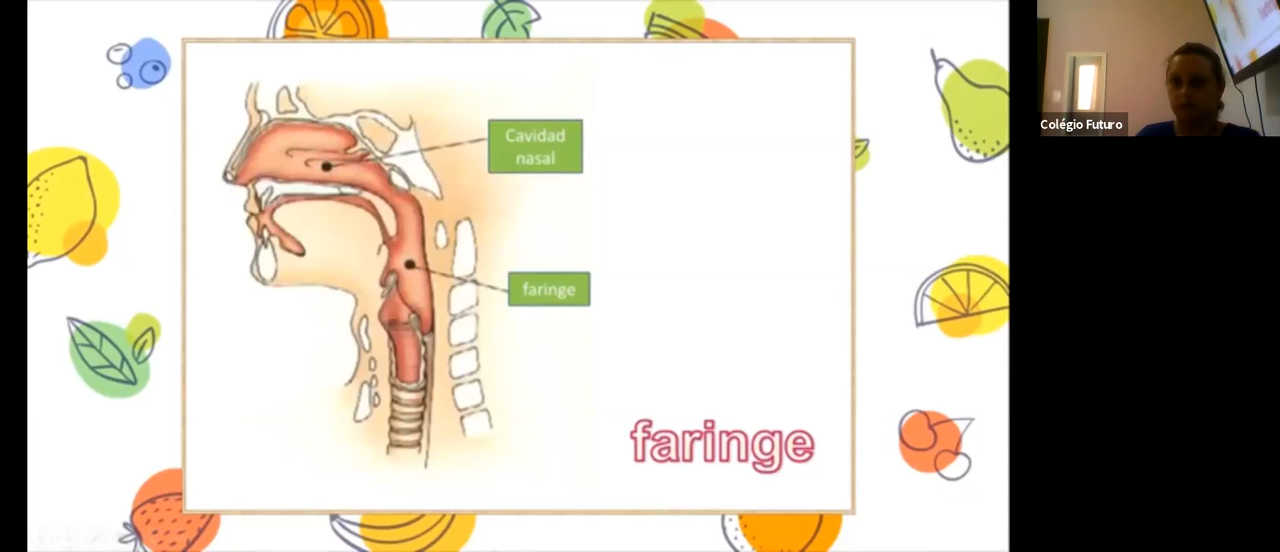 Cavidad
nasal
faringe
faringe
Colégio Futuro